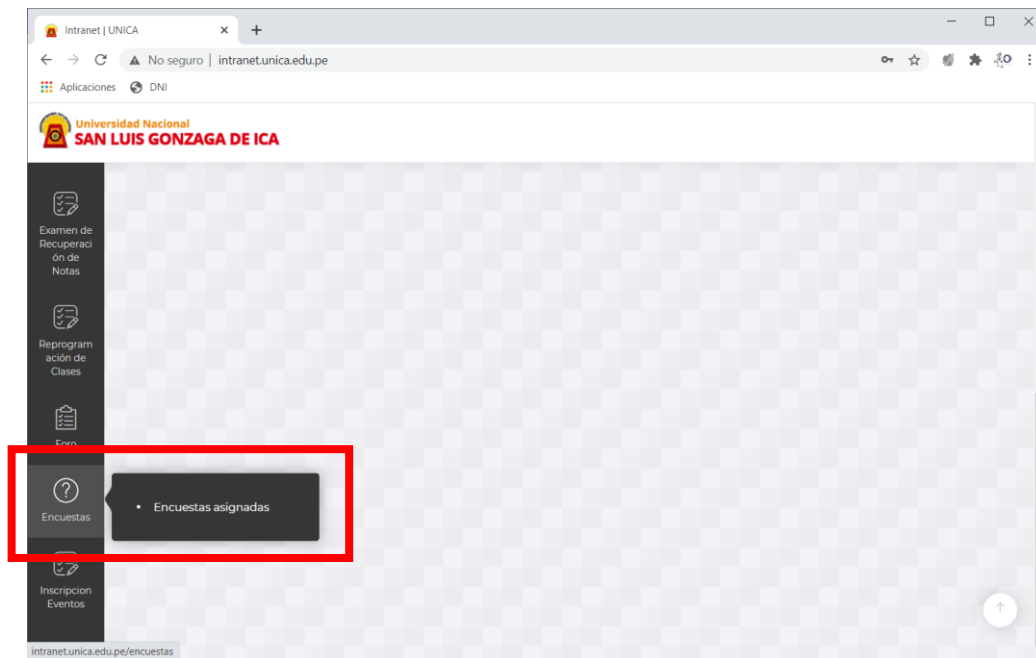 Intranet | UNICA
No seguro | intranet.unica.edu.pe
Aplicaciones DNI
Universidad Nacional
SAN LUIS GONZAGA DE ICA
Examen de
Recuperaci
ón de
Notas
Reprogram
ación de
Clases
Foro
Encuestas
• Encuestas asignadas
Inscripcion
Eventos
intranet.unica.edu.pe/encuestas